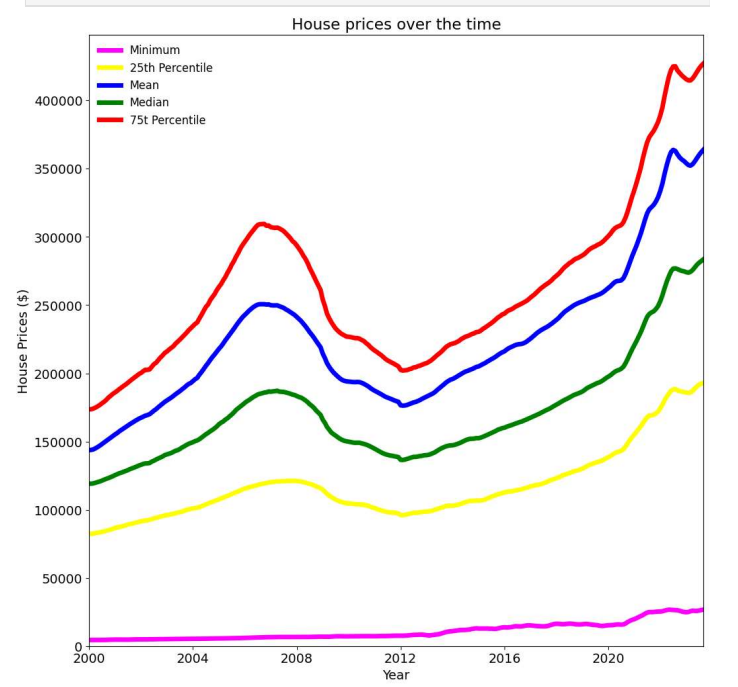 House prices over the time
Minimum
25th Percentile
Mean
Median
75t Percentile
400000
350000
300000
250000
200000
150000
100000
50000
0
House Prices ($)
2000 2004 2008 2012 2016 2020
Year